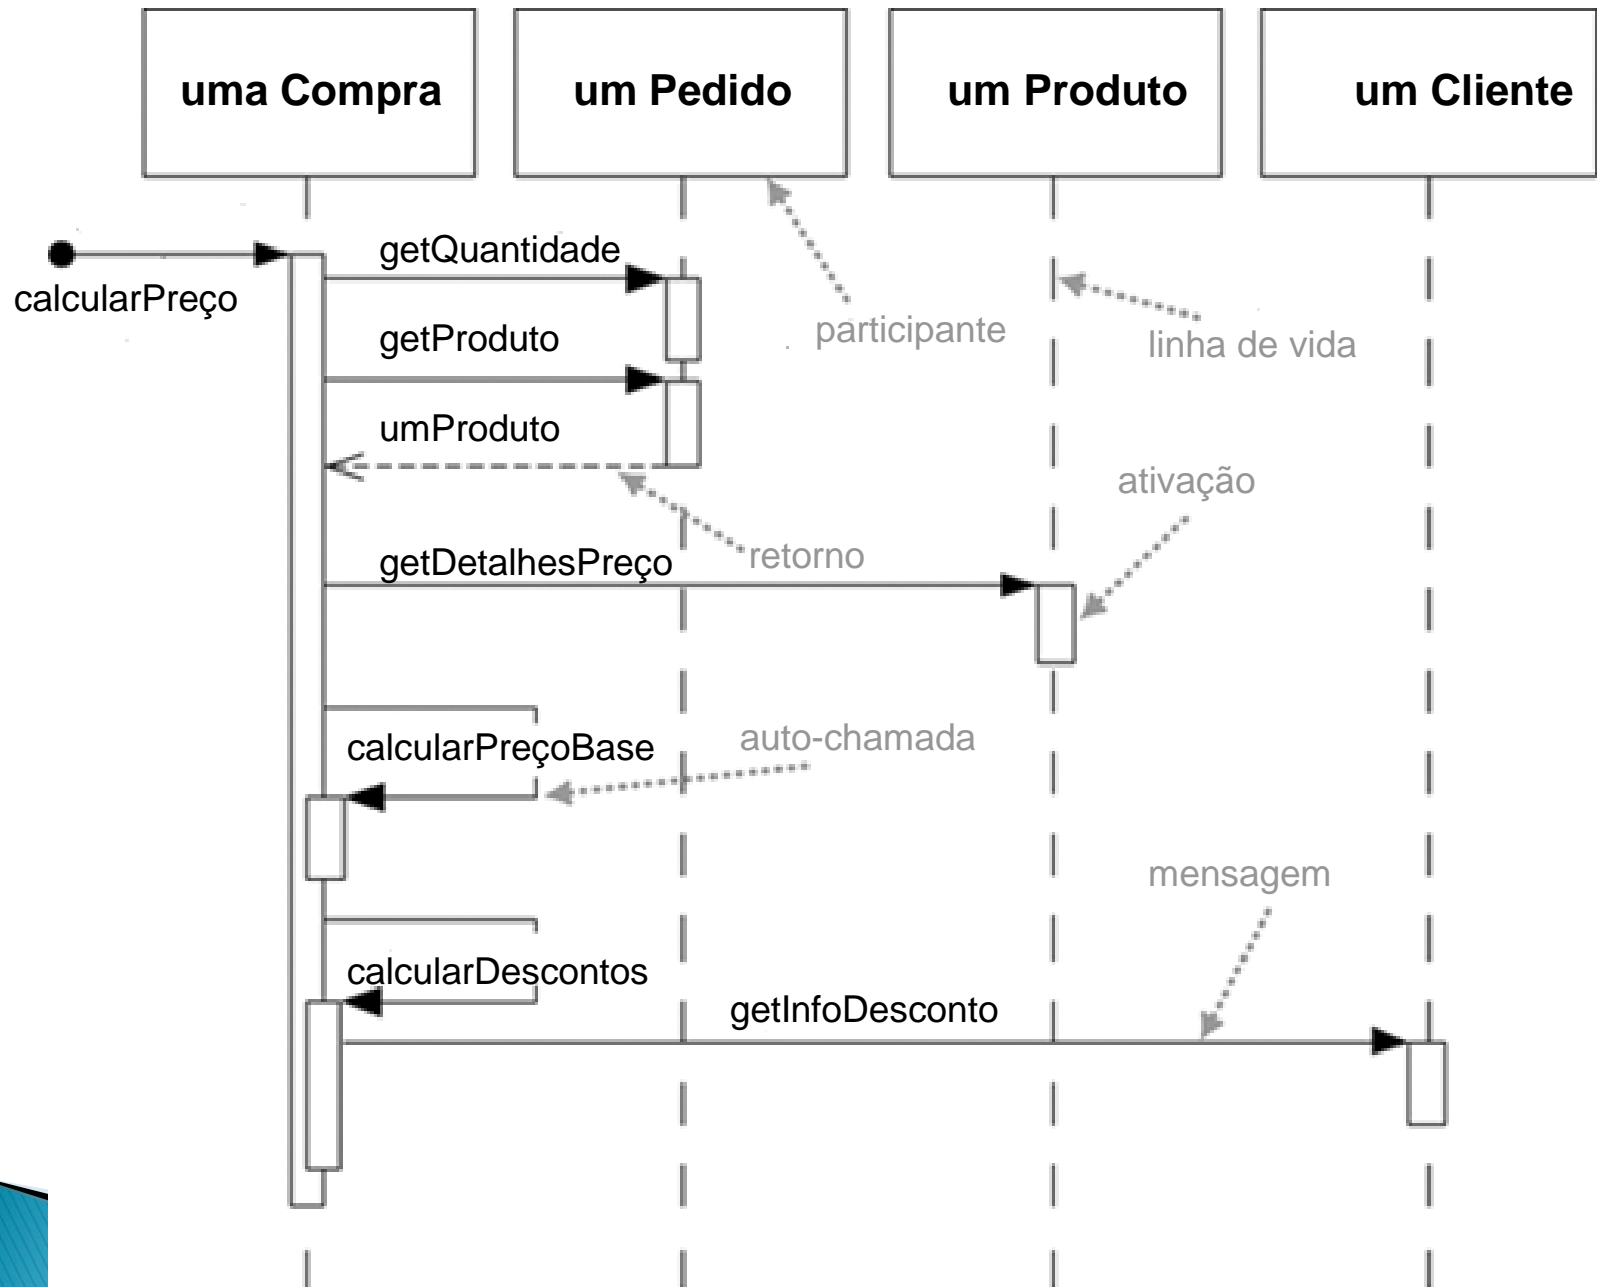 uma Compra
um Pedido
um Produto
um Cliente
getQuantidade
calcularPreço
getProduto
participante
linha de vida
umProduto
ativação
getDetalhesPreço
retorno
calcularPreçoBase
auto-chamada
mensagem
calcularDescontos
getInfoDesconto